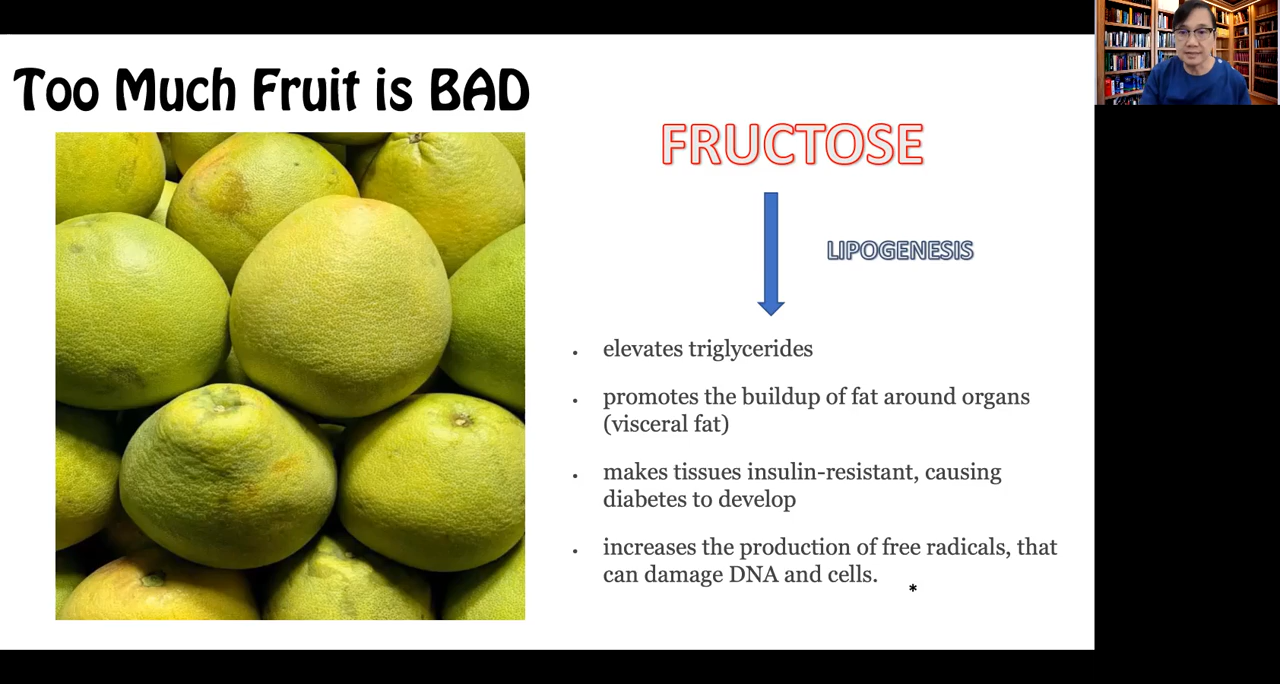 Too Much Fruit is BAD
FRUCTOSE
LIPOGENESIS
• elevates triglycerides
• promotes the buildup of fat around organs
(visceral fat)
• makes tissues insulin-resistant, causing
diabetes to develop
• increases the production of free radicals, that
can damage DNA and cells.
*